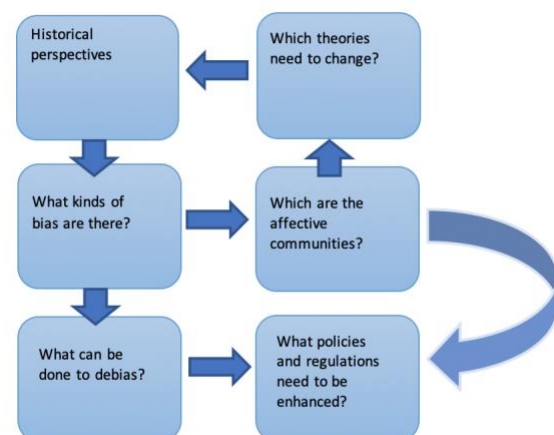 Historical
perspectives
Which theories
need to change?
What kinds of
bias are there?
Which are the
affective
communities?
What can be
done to debias?
What policies
and regulations
need to be
enhanced?